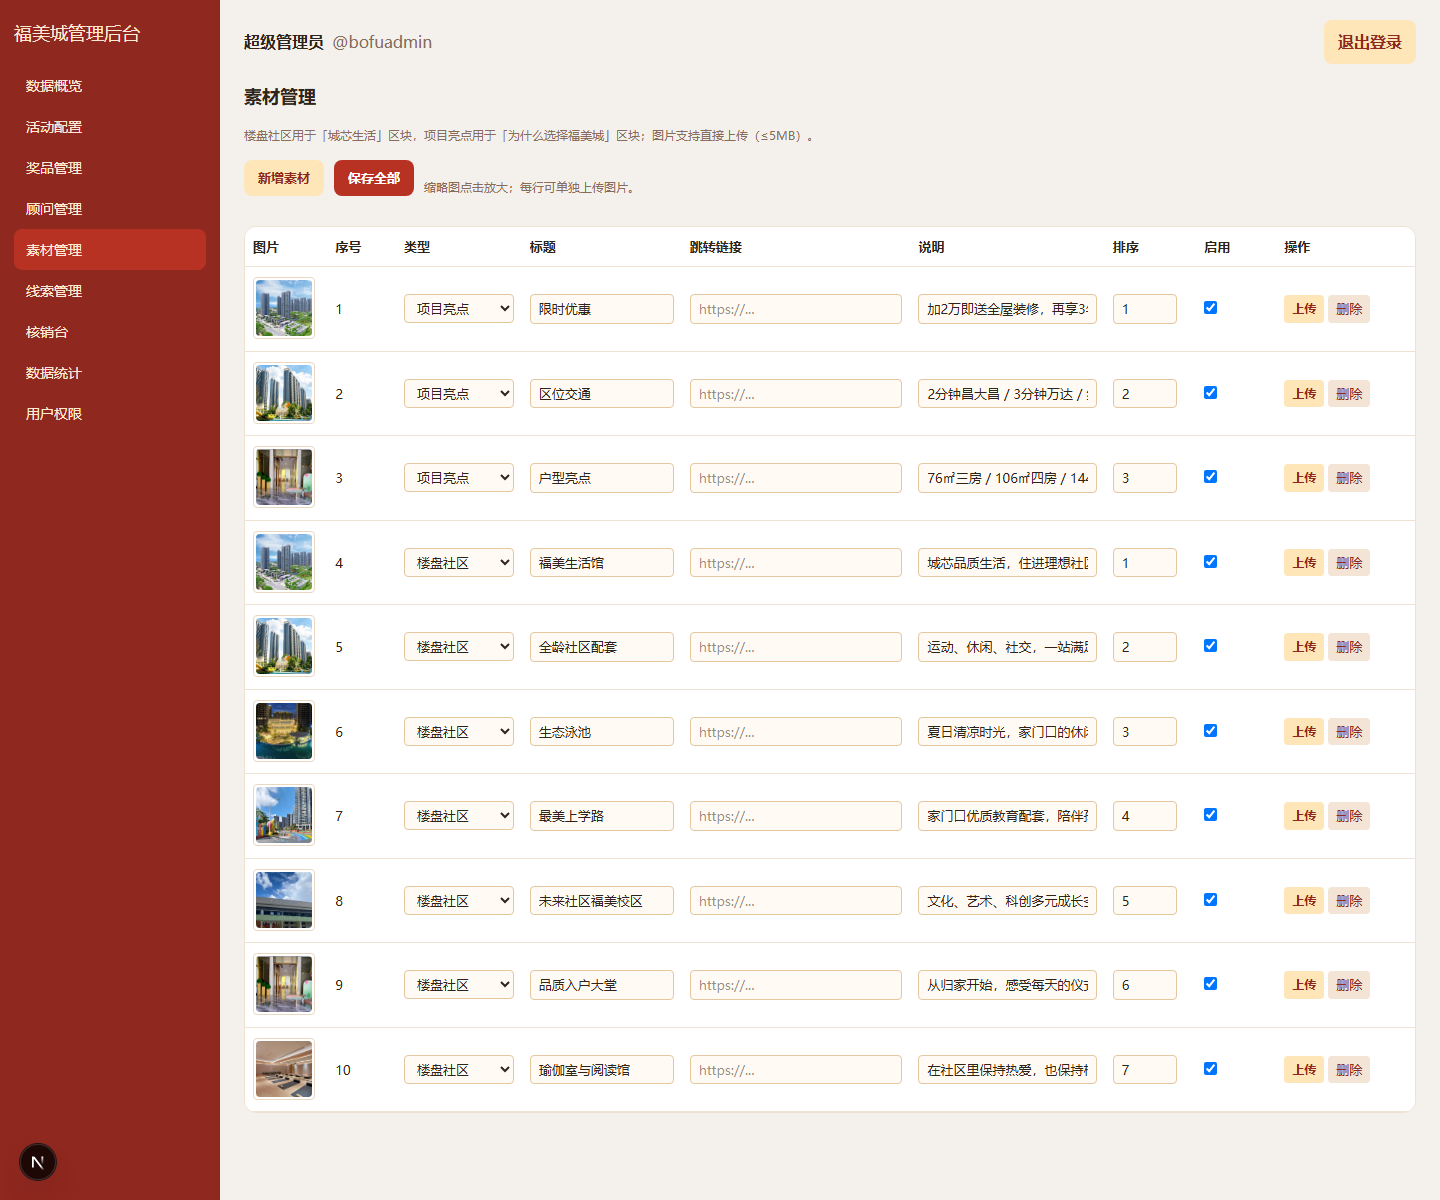 福美城管理后台
数据概览
活动配置
奖品管理
顾问管理
素材管理
线索管理
核销台
数据统计
用户权限
超级管理员 @bofuadmin
退出登录
素材管理
楼盘社区用于「城芯生活」区块，项目亮点用于「为什么选择福美城」区块；图片支持直接上传（≤5MB）。
新增素材 保存全部 缩略图点击放大；每行可单独上传图片。
图片 序号 类型 标题 跳转链接 说明 排序 启用 操作
1 项目亮点 限时优惠 https://... 加2万即送全屋装修，再享3 1 上传 删除
2 项目亮点 区位交通 https://... 2分钟昌大昌 / 3分钟万达 / 2 上传 删除
3 项目亮点 户型亮点 https://... 76㎡三房 / 106㎡四房 / 144 3 上传 删除
4 楼盘社区 福美生活馆 https://... 城芯品质生活，住进理想社区 1 上传 删除
5 楼盘社区 全龄社区配套 https://... 运动、休闲、社交，一站满足 2 上传 删除
6 楼盘社区 生态泳池 https://... 夏日清凉时光，家门口的休闲 3 上传 删除
7 楼盘社区 最美上学路 https://... 家门口优质教育配套，陪伴孩 4 上传 删除
8 楼盘社区 未来社区福美校区 https://... 文化、艺术、科创多元成长 5 上传 删除
9 楼盘社区 品质入户大堂 https://... 从归家开始，感受每天的仪式 6 上传 删除
10 楼盘社区 瑜伽室与阅读馆 https://... 在社区里保持热爱，也保持 7 上传 删除
N